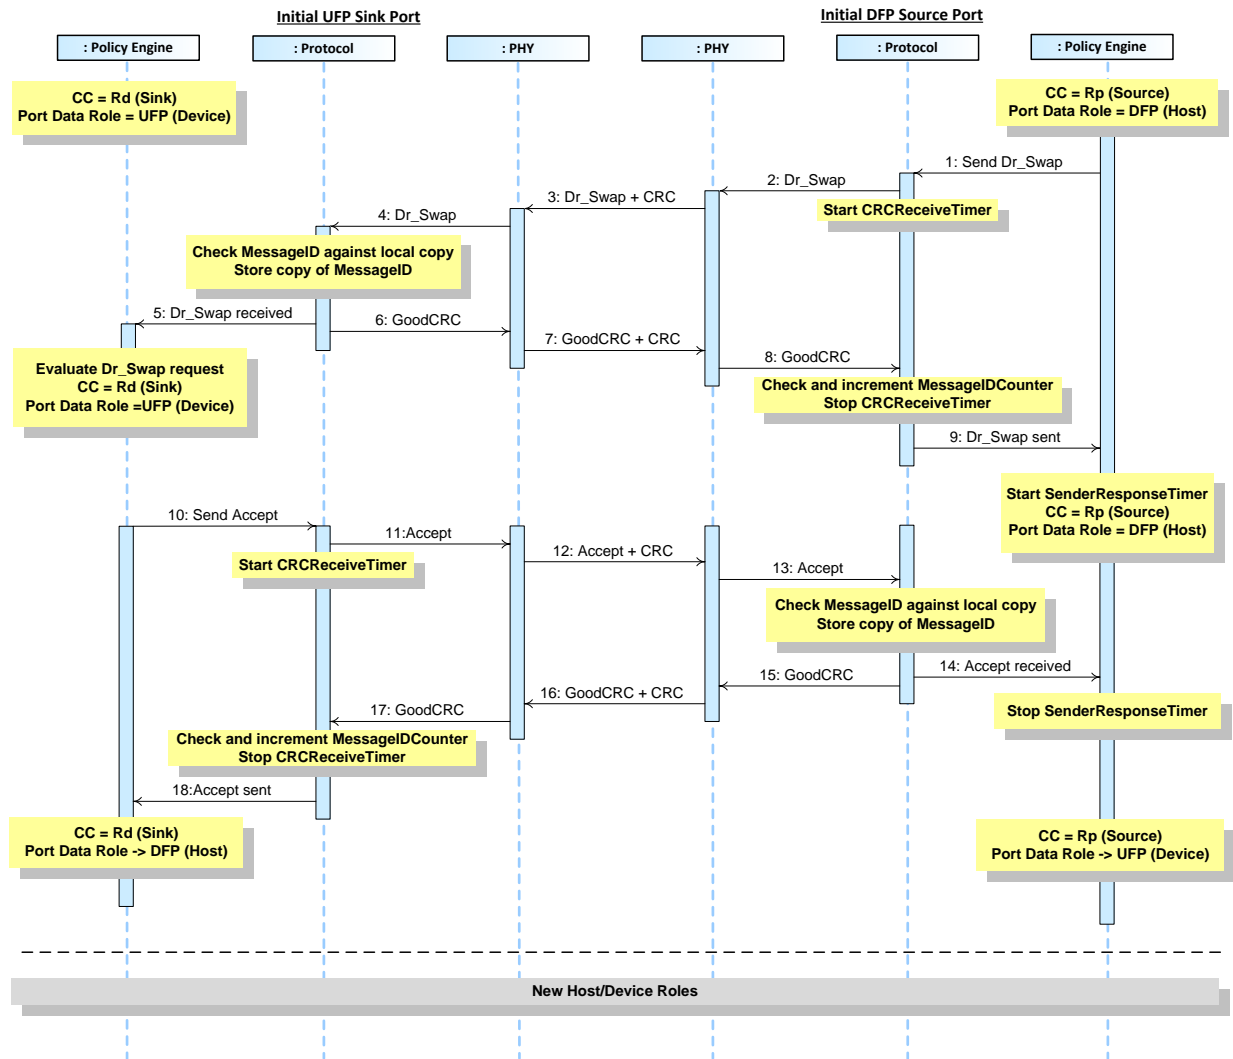 Initial UFP Sink Port
Initial DFP Source Port
: Policy Engine
: Protocol
: PHY
: PHY
: Protocol
: Policy Engine
CC = Rd (Sink)
Port Data Role = UFP (Device)
CC = Rp (Source)
Port Data Role = DFP (Host)
1: Send Dr_Swap
2: Dr_Swap
Start CRCReceiveTimer
3: Dr_Swap + CRC
4: Dr_Swap
Check MessageID against local copy
Store copy of MessageID
5: Dr_Swap received
6: GoodCRC
7: GoodCRC + CRC
8: GoodCRC
Evaluate Dr_Swap request
CC = Rd (Sink)
Port Data Role =UFP (Device)
Check and increment MessageIDCounter
Stop CRCReceiveTimer
9: Dr_Swap sent
Start SenderResponseTimer
CC = Rp (Source)
Port Data Role = DFP (Host)
10: Send Accept
11:Accept
Start CRCReceiveTimer
12: Accept + CRC
13: Accept
Check MessageID against local copy
Store copy of MessageID
14: Accept received
15: GoodCRC
16: GoodCRC + CRC
17: GoodCRC
Stop SenderResponseTimer
Check and increment MessageIDCounter
Stop CRCReceiveTimer
18:Accept sent
CC = Rd (Sink)
Port Data Role -> DFP (Host)
CC = Rp (Source)
Port Data Role -> UFP (Device)
New Host/Device Roles